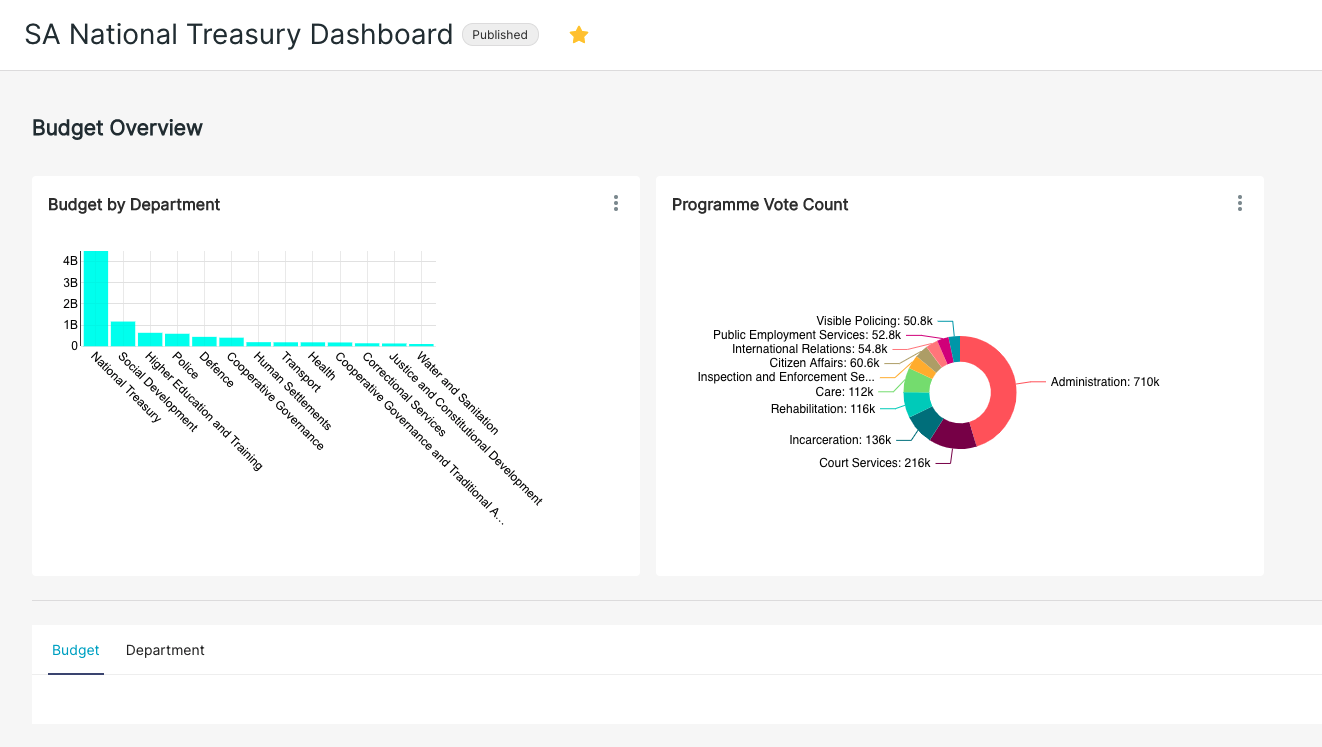 SA National Treasury Dashboard
Published
Budget Overview
Budget by Department
4B
3B
2B
1B
0
National Treasury
Social Development
Higher Education and Training
Police
Defence
Cooperative Governance
Human Settlements
Transport
Health
Cooperative Governance and Traditional A...
Correctional Services
Justice and Constitutional Development
Water and Sanitation
Programme Vote Count
Visible Policing: 50.8k
Public Employment Services: 52.8k
International Relations: 54.8k
Citizen Affairs: 60.6k
Inspection and Enforcement Se...
Care: 112k
Rehabilitation: 116k
Incarceration: 136k
Court Services: 216k
Administration: 710k
Budget
Department